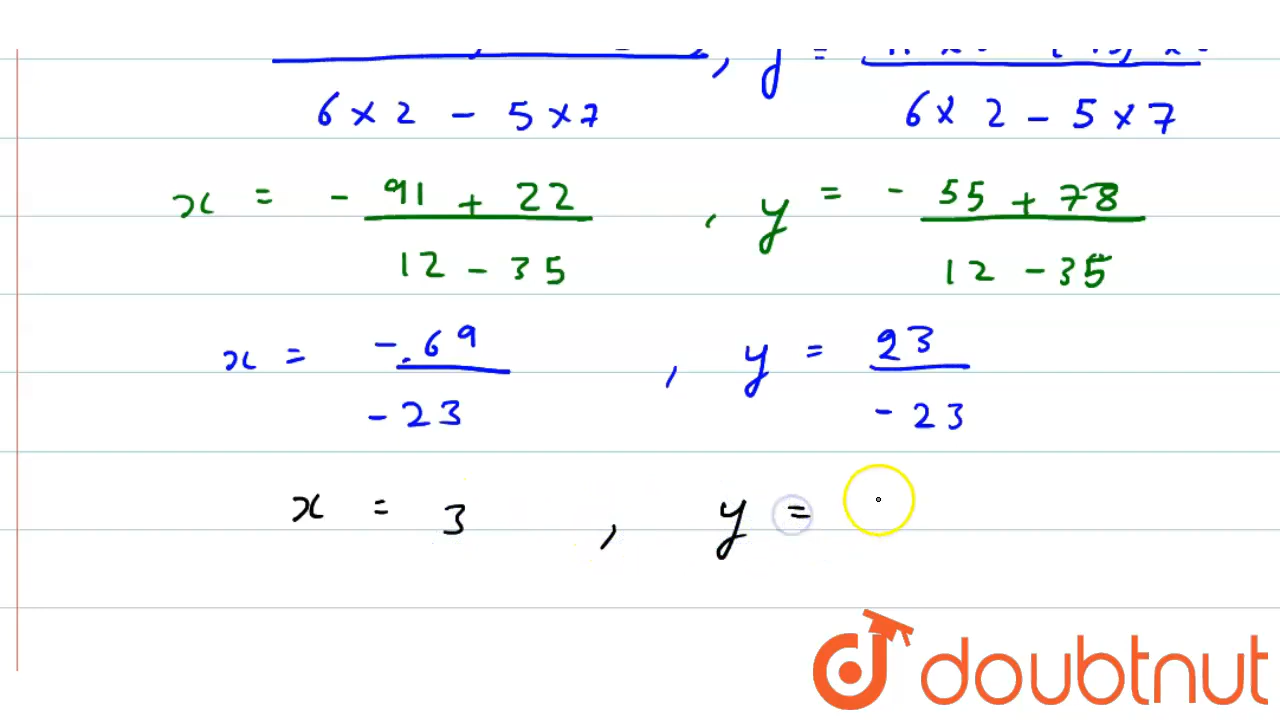 , y =
6 × 2 - 5 × 7 6 × 2 - 5 × 7
x = - 91 + 22 , y = - 55 + 78
12 - 35 12 - 35
x = -.69 , y = 23
-23 -23
x = 3 , y =
doubtnut